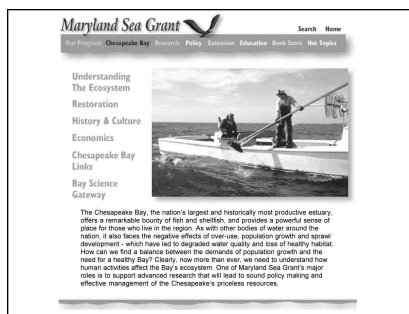 Maryland Sea Grant
Search Home
Our Program Chesapeake Bay Research Policy Extension Education Book Store Hot Topics
Understanding
The Ecosystem
Restoration
History & Culture
Economics
Chesapeake Bay
Links
Bay Science
Gateway
The Chesapeake Bay, the nation's largest and historically most productive estuary,
offers a remarkable bounty of fish and shellfish, and provides a powerful sense of
place for those who live in the region. As with other bodies of water around the
nation, it also faces the negative effects of over-use, population growth and sprawl
development - which have led to degraded water quality and loss of healthy habitat.
How can we find a balance between the demands of population growth and the
need for a healthy Bay? Clearly, now more than ever, we need to understand how
human activities affect the Bay's ecosystem. One of Maryland Sea Grant's major
roles is to support advanced research that will lead to sound policy making and
effective management of the Chesapeake's priceless resources.